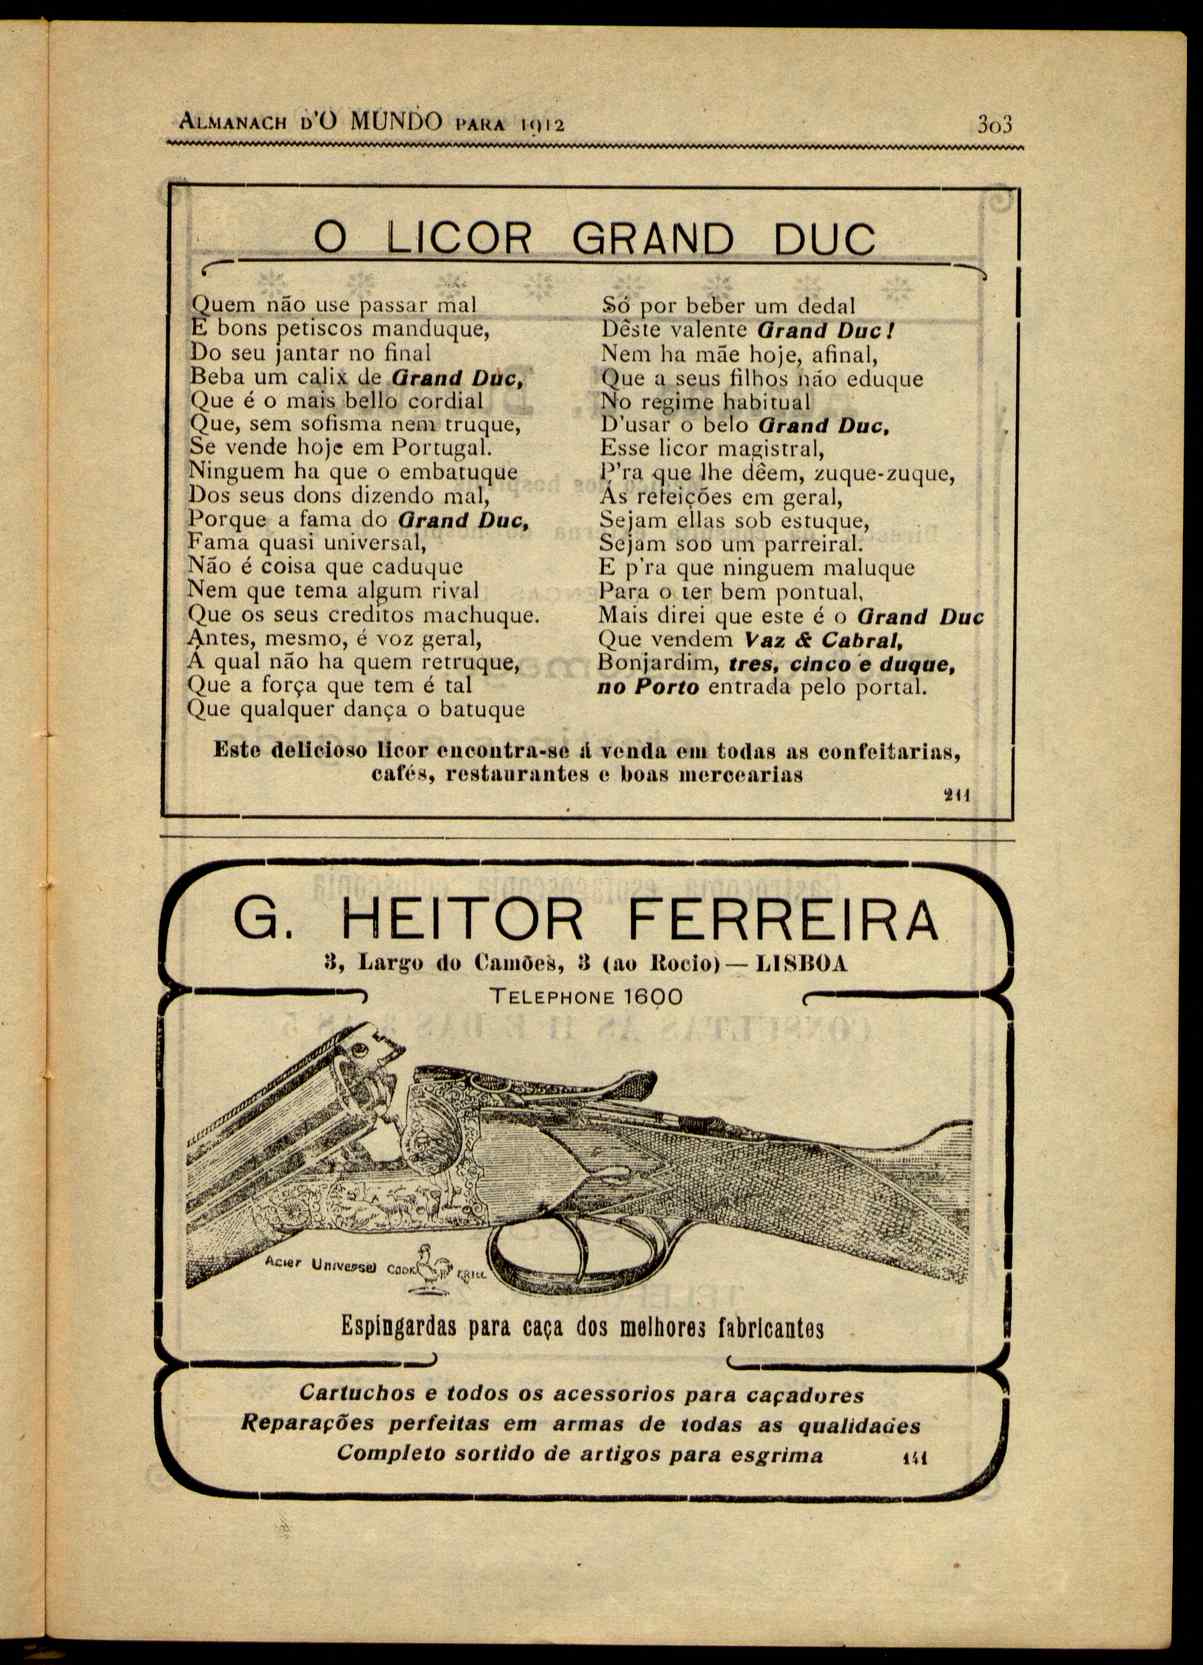 ALMANACH D'O MUNDO PARA 1912 303
O LICOR GRAND DUC
Quem não use passar mal
E bons petiscos manduque,
Do seu jantar no final
Beba um calix de Grand Duc,
Que é o mais bello cordial
Que, sem sofisma nem truque,
Se vende hoje em Portugal.
Ninguem ha que o embatuque
Dos seus dons dizendo mal,
Porque a fama do Grand Duc,
Fama quasi universal,
Não é coisa que caduque
Nem que tema algum rival
Que os seus creditos machuque.
Antes, mesmo, é voz geral,
Á qual não ha quem retruque,
Que a força que tem é tal
Que qualquer dança o batuque
Só por beber um dedal
Dêste valente Grand Duc!
Nem ha mãe hoje, afinal,
Que a seus filhos não eduque
No regime habitual
D'usar o belo Grand Duc,
Esse licor magistral,
P'ra que lhe dêem, zuque-zuque,
Ás refeições em geral,
Sejam ellas sob estuque,
Sejam sob um parreiral.
E p'ra que ninguem maluque
Para o ter bem pontual,
Mais direi que este é o Grand Duc
Que vendem Vaz & Cabral,
Bonjardim, tres, cinco e duque,
no Porto entrada pelo portal.
Este delicioso licor encontra-se á venda em todas as confeitarias,
cafés, restaurantes e boas mercearias
211
G. HEITOR FERREIRA
3, Largo do Camões, 3 (ao Rocio) — LISBOA
TELEPHONE 1600
Acier Universel COOK
Espingardas para caça dos melhores fabricantes
Cartuchos e todos os acessorios para caçadores
Reparações perfeitas em armas de todas as qualidades
Completo sortido de artigos para esgrima 141